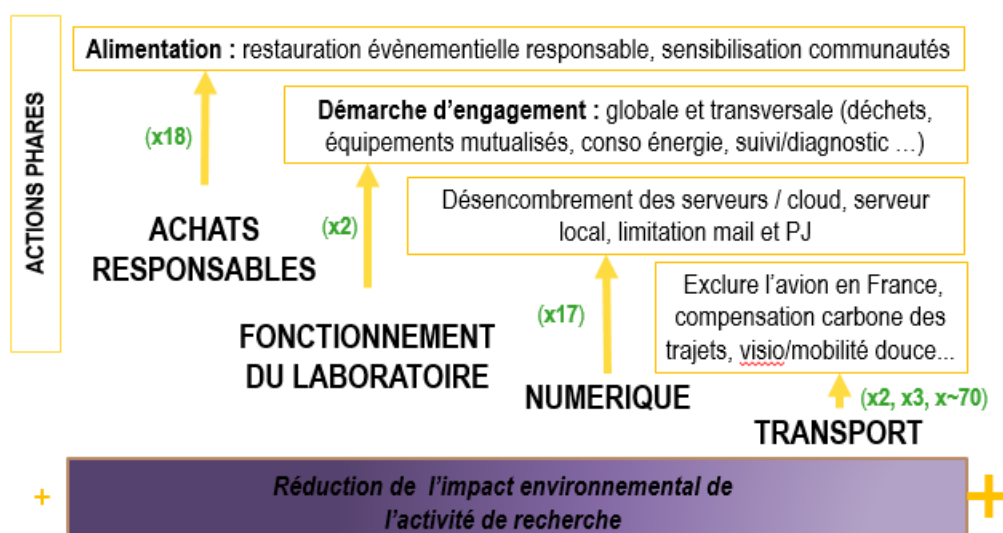 ACTIONS PHARES
Alimentation : restauration évènementielle responsable, sensibilisation communautés
(x18)
Démarche d'engagement : globale et transversale (déchets,
équipements mutualisés, conso énergie, suivi/diagnostic …)
ACHATS
RESPONSABLES
(x2)
Désencombrement des serveurs / cloud, serveur
local, limitation mail et PJ
FONCTIONNEMENT
DU LABORATOIRE
(x17)
Exclure l'avion en France,
compensation carbone des
trajets, visio/mobilité douce...
NUMERIQUE
(x2, x3, x~70)
TRANSPORT
+
Réduction de l'impact environnemental de
l'activité de recherche
+